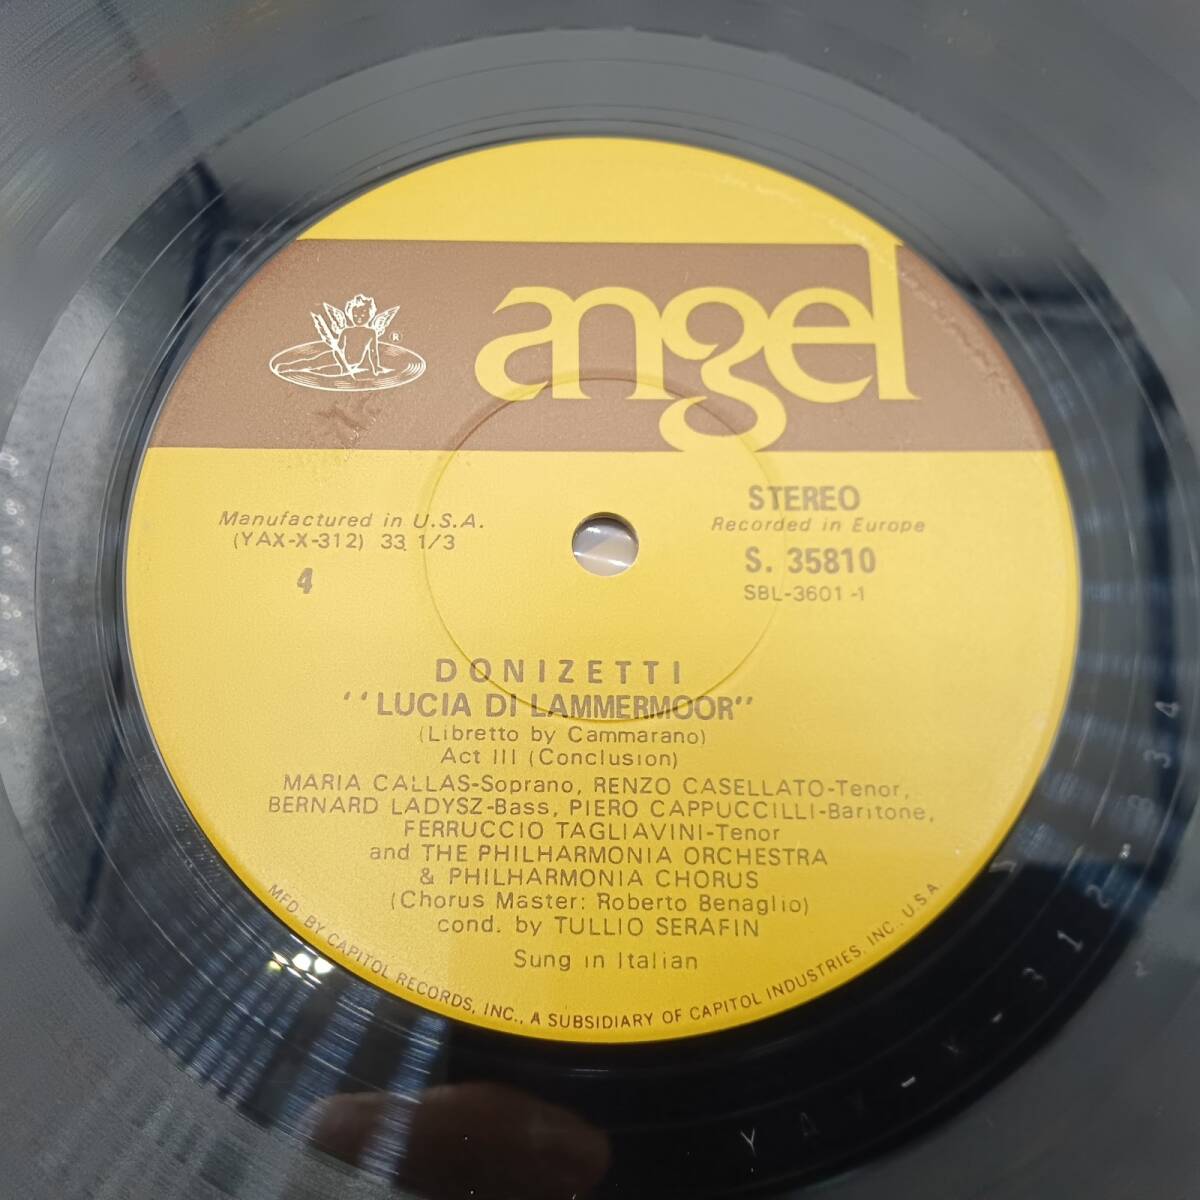 angel
®
Manufactured in U.S.A.
(YAX-X-312) 33 1/3
4
STEREO
Recorded in Europe
S. 35810
SBL-3601-1
DONIZETTI
''LUCIA DI LAMMERMOOR''
(Libretto by Cammarano)
Act III (Conclusion)
MARIA CALLAS-Soprano, RENZO CASELLATO-Tenor,
BERNARD LADYSZ-Bass, PIERO CAPPUCCILLI-Baritone,
FERRUCCIO TAGLIAVINI-Tenor
and THE PHILHARMONIA ORCHESTRA
& PHILHARMONIA CHORUS
(Chorus Master: Roberto Benaglio)
cond. by TULLIO SERAFIN
Sung in Italian
MFD. BY CAPITOL RECORDS, INC., A SUBSIDIARY OF CAPITOL INDUSTRIES, INC., U.S.A.
YAX-X-312-